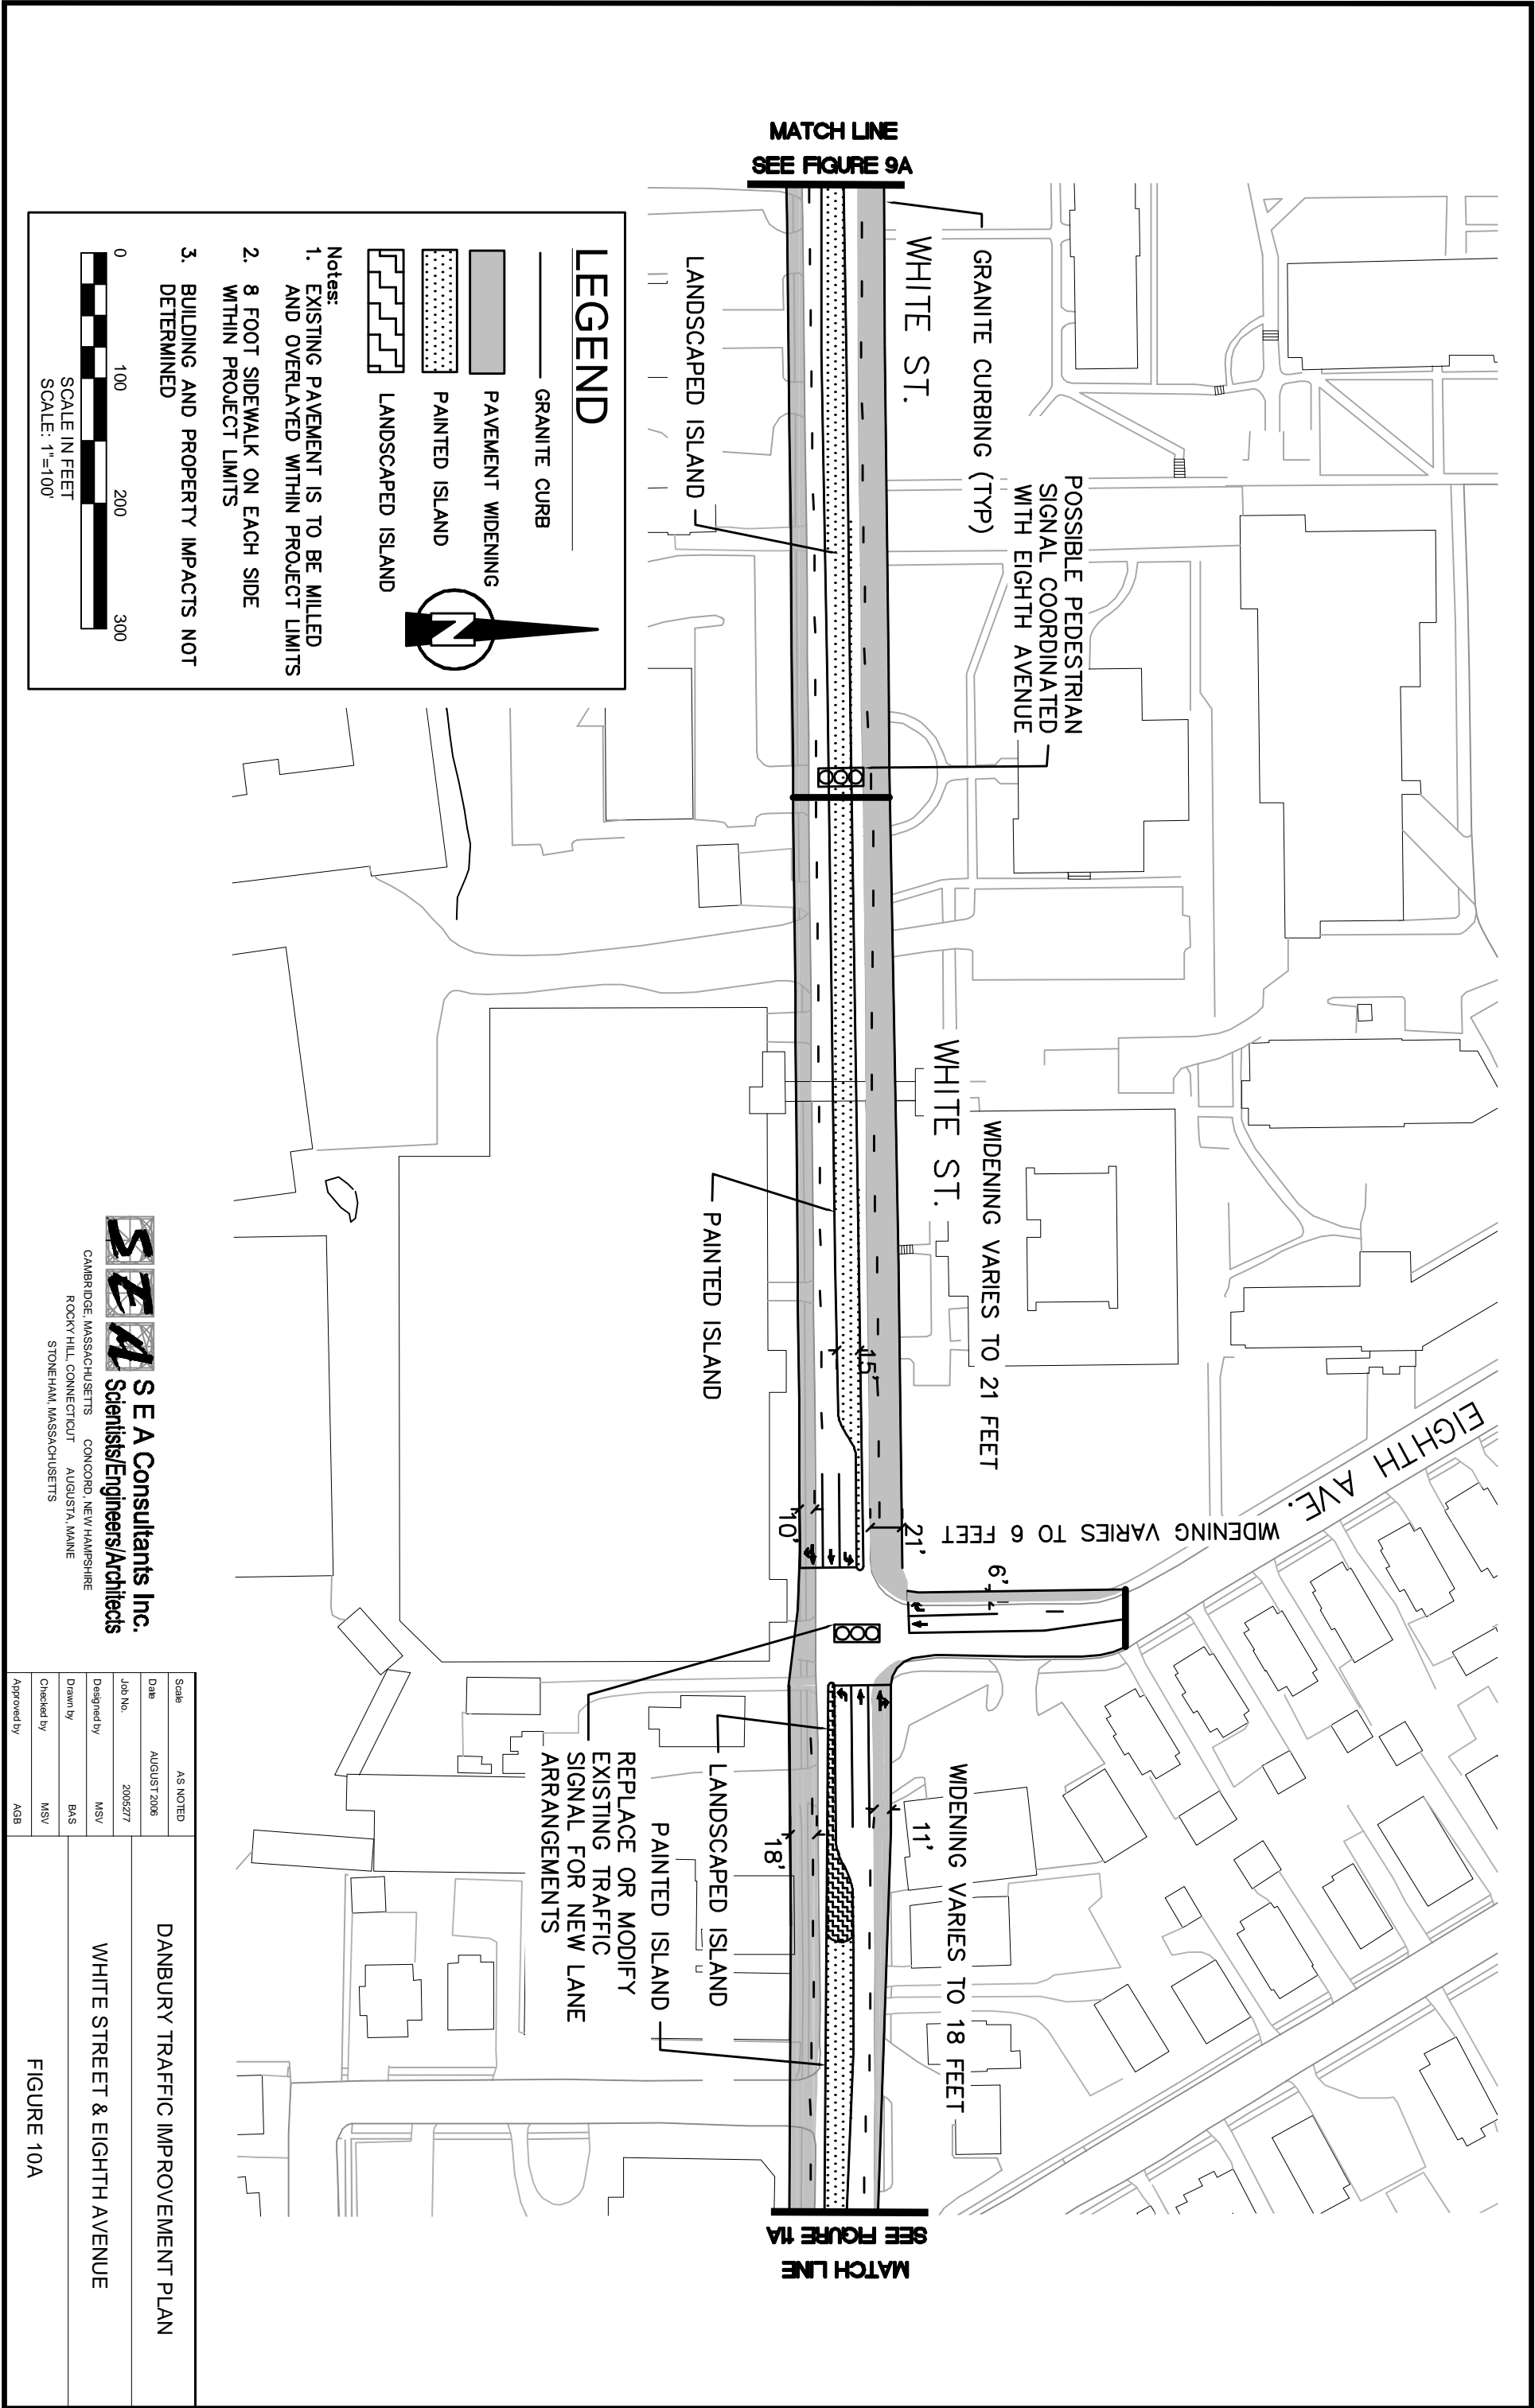 MATCH LINE
SEE FIGURE 9A
WHITE ST.
GRANITE CURBING (TYP)
LANDSCAPED ISLAND
POSSIBLE PEDESTRIAN
SIGNAL COORDINATED
WITH EIGHTH AVENUE
WHITE ST.
WIDENING VARIES TO 21 FEET
PAINTED ISLAND
15'
10'
21'
WIDENING VARIES TO 6 FEET
6'
EIGHTH AVE.
WIDENING VARIES TO 18 FEET
11'
18'
LANDSCAPED ISLAND
PAINTED ISLAND
REPLACE OR MODIFY
EXISTING TRAFFIC
SIGNAL FOR NEW LANE
ARRANGEMENTS
MATCH LINE
SEE FIGURE 11A
LEGEND
GRANITE CURB
PAVEMENT WIDENING
PAINTED ISLAND
LANDSCAPED ISLAND
N
Notes:
1. EXISTING PAVEMENT IS TO BE MILLED
AND OVERLAYED WITHIN PROJECT LIMITS
2. 8 FOOT SIDEWALK ON EACH SIDE
WITHIN PROJECT LIMITS
3. BUILDING AND PROPERTY IMPACTS NOT
DETERMINED
0 100 200 300
SCALE IN FEET
SCALE: 1"=100'
SEA
S E A Consultants Inc.
Scientists/Engineers/Architects
CAMBRIDGE, MASSACHUSETTS CONCORD, NEW HAMPSHIRE
ROCKY HILL, CONNECTICUT AUGUSTA, MAINE
STONEHAM, MASSACHUSETTS
Scale AS NOTED
Date AUGUST 2006
Job No. 2005277
Designed by MSV
Drawn by BAS
Checked by MSV
Approved by AGB
DANBURY TRAFFIC IMPROVEMENT PLAN
WHITE STREET & EIGHTH AVENUE
FIGURE 10A